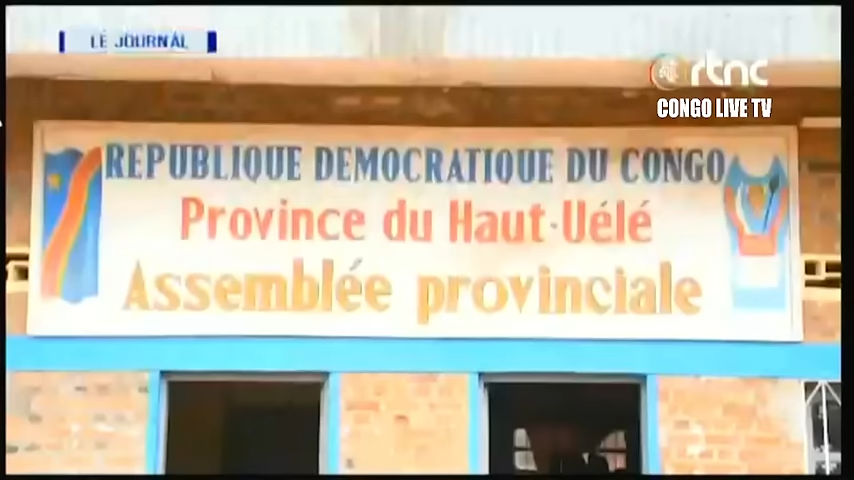 LE JOURNAL
rtnc
CONGO LIVE TV
REPUBLIQUE DEMOCRATIQUE DU CONGO
Province du Haut-Uélé
Assemblée provinciale